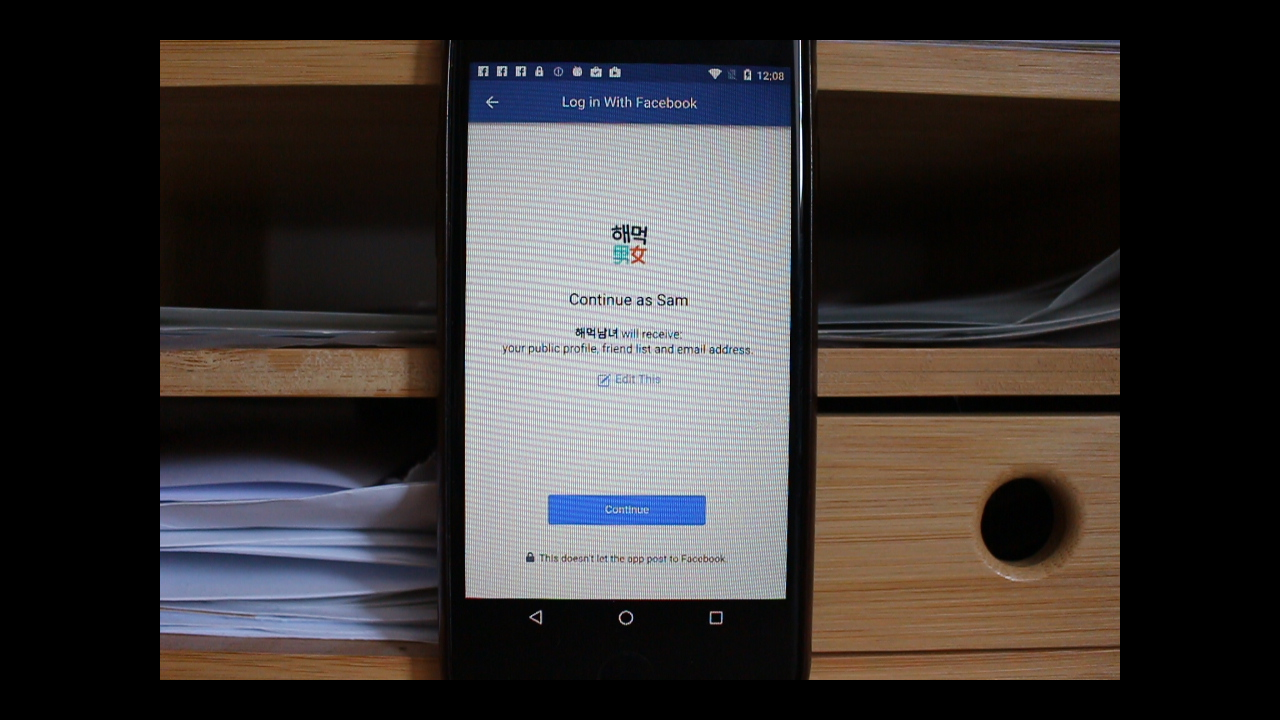 12:08
Log in With Facebook
해먹
男女
Continue as Sam
해먹남녀 will receive:
your public profile, friend list and email address.
Edit This
Continue
This doesn't let the app post to Facebook